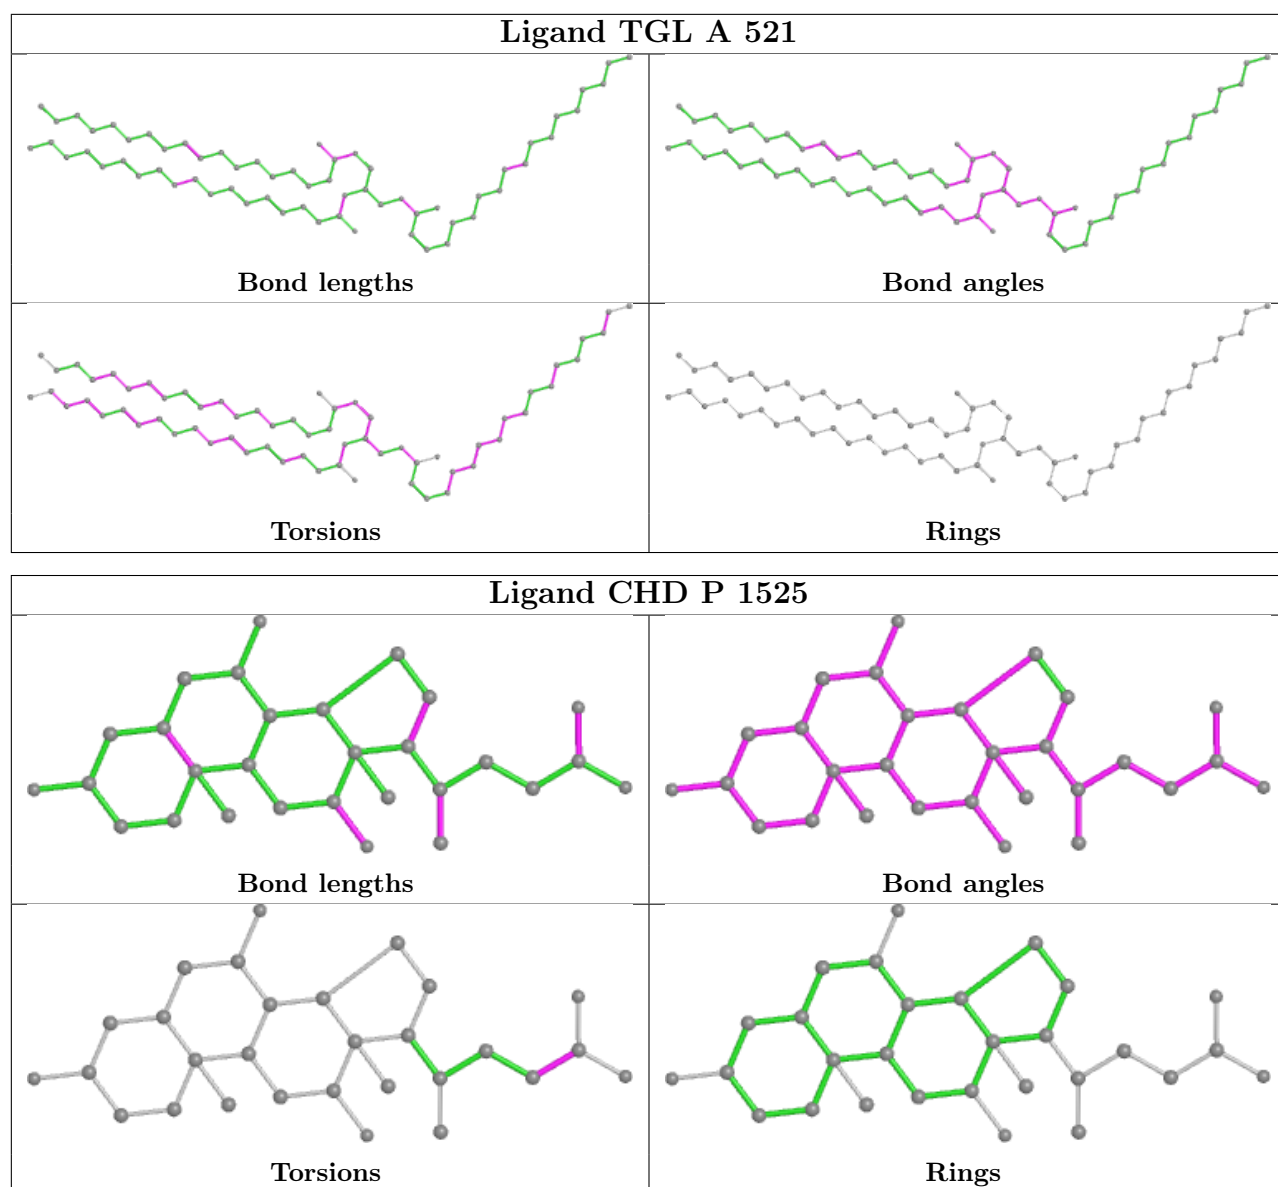 Ligand TGL A 521
Bond lengths
Bond angles
Torsions
Rings
Ligand CHD P 1525
Bond lengths
Bond angles
Torsions
Rings